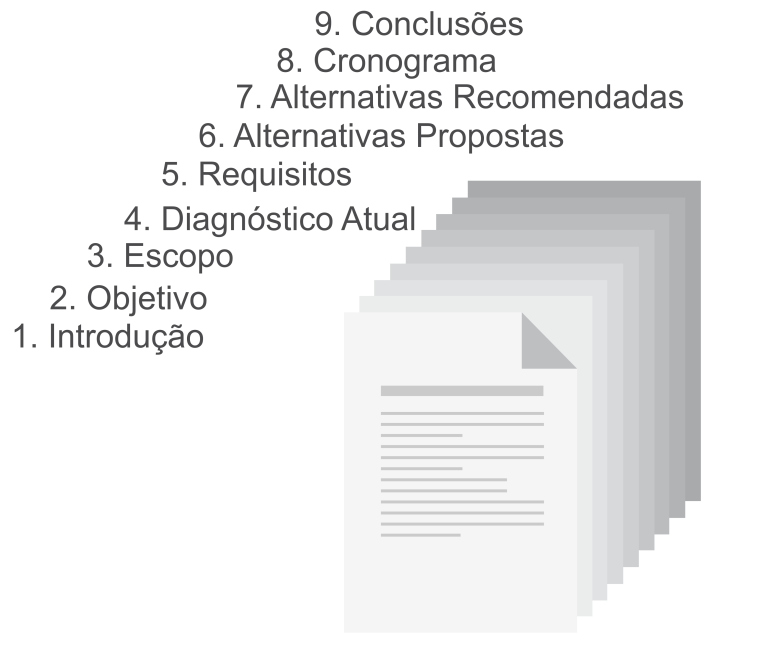 9. Conclusões
8. Cronograma
7. Alternativas Recomendadas
6. Alternativas Propostas
5. Requisitos
4. Diagnóstico Atual
3. Escopo
2. Objetivo
1. Introdução